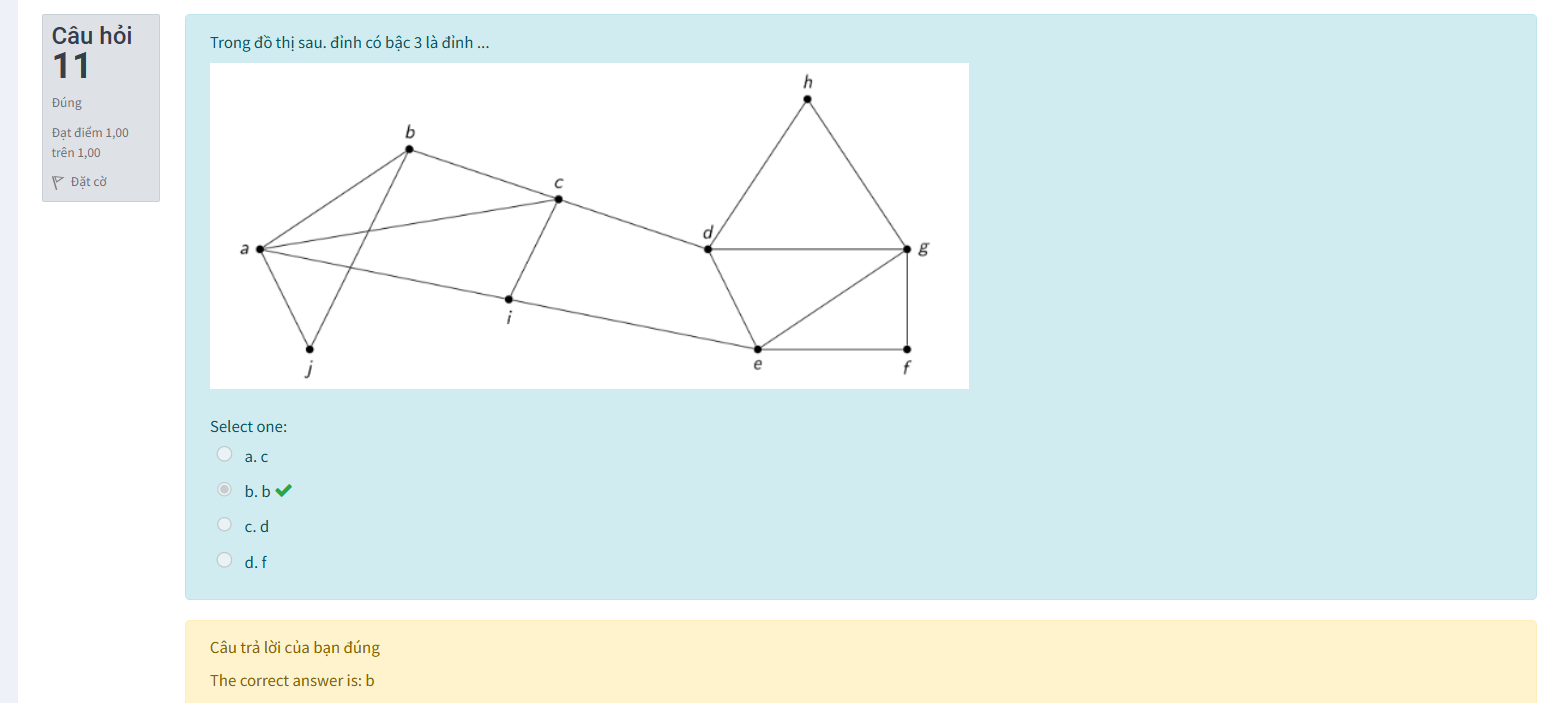 Câu hỏi
11
Đúng
Đạt điểm 1,00
trên 1,00
Đặt cờ
Trong đồ thị sau. đỉnh có bậc 3 là đỉnh ...
h
b
c
d
a
g
i
j
e
f
Select one:
a. c
b. b
c. d
d. f
Câu trả lời của bạn đúng
The correct answer is: b